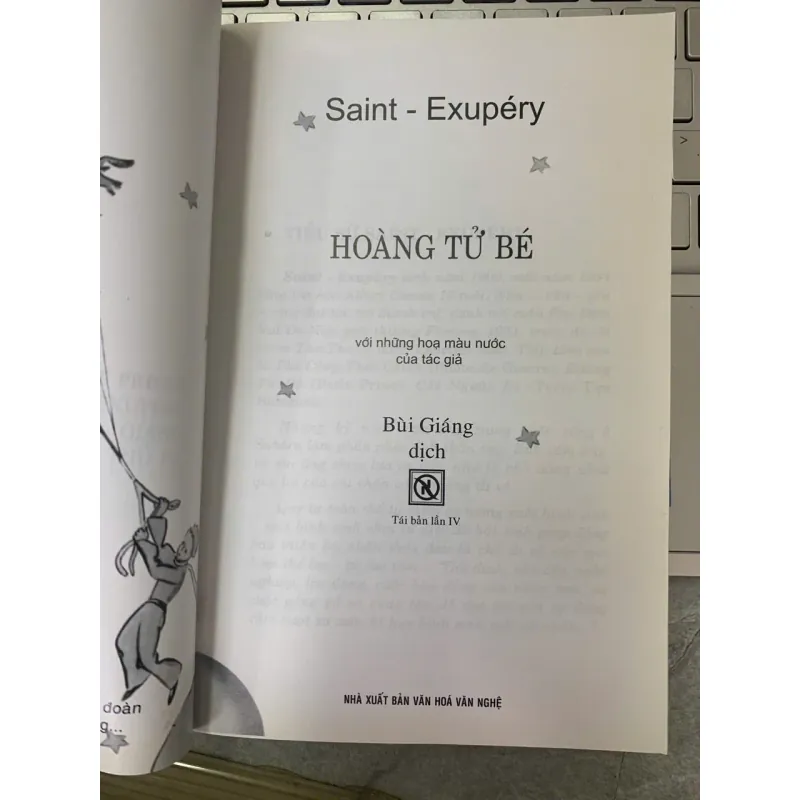 Saint - Exupéry
HOÀNG TỬ BÉ
với những hoạ màu nước
của tác giả
Bùi Giáng
dịch
Tái bản lần IV
NHÀ XUẤT BẢN VĂN HOÁ VĂN NGHỆ
đoàn
g...